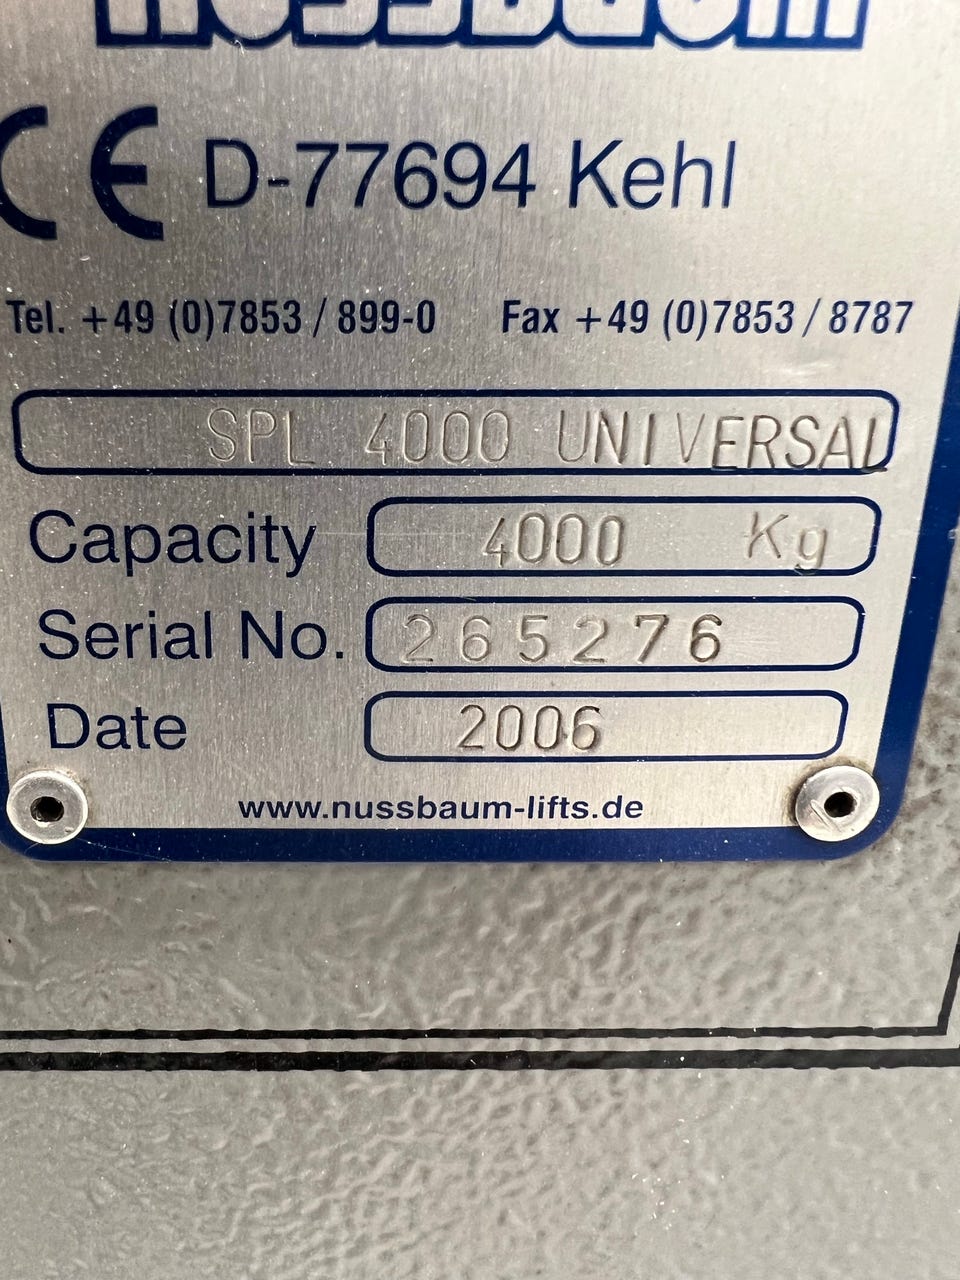 nussbaum
CE D-77694 Kehl
Tel. +49 (0)7853 / 899-0 Fax +49 (0)7853 / 8787
SPL 4000 UNIVERSAL
Capacity 4000 Kg
Serial No. 265276
Date 2006
www.nussbaum-lifts.de